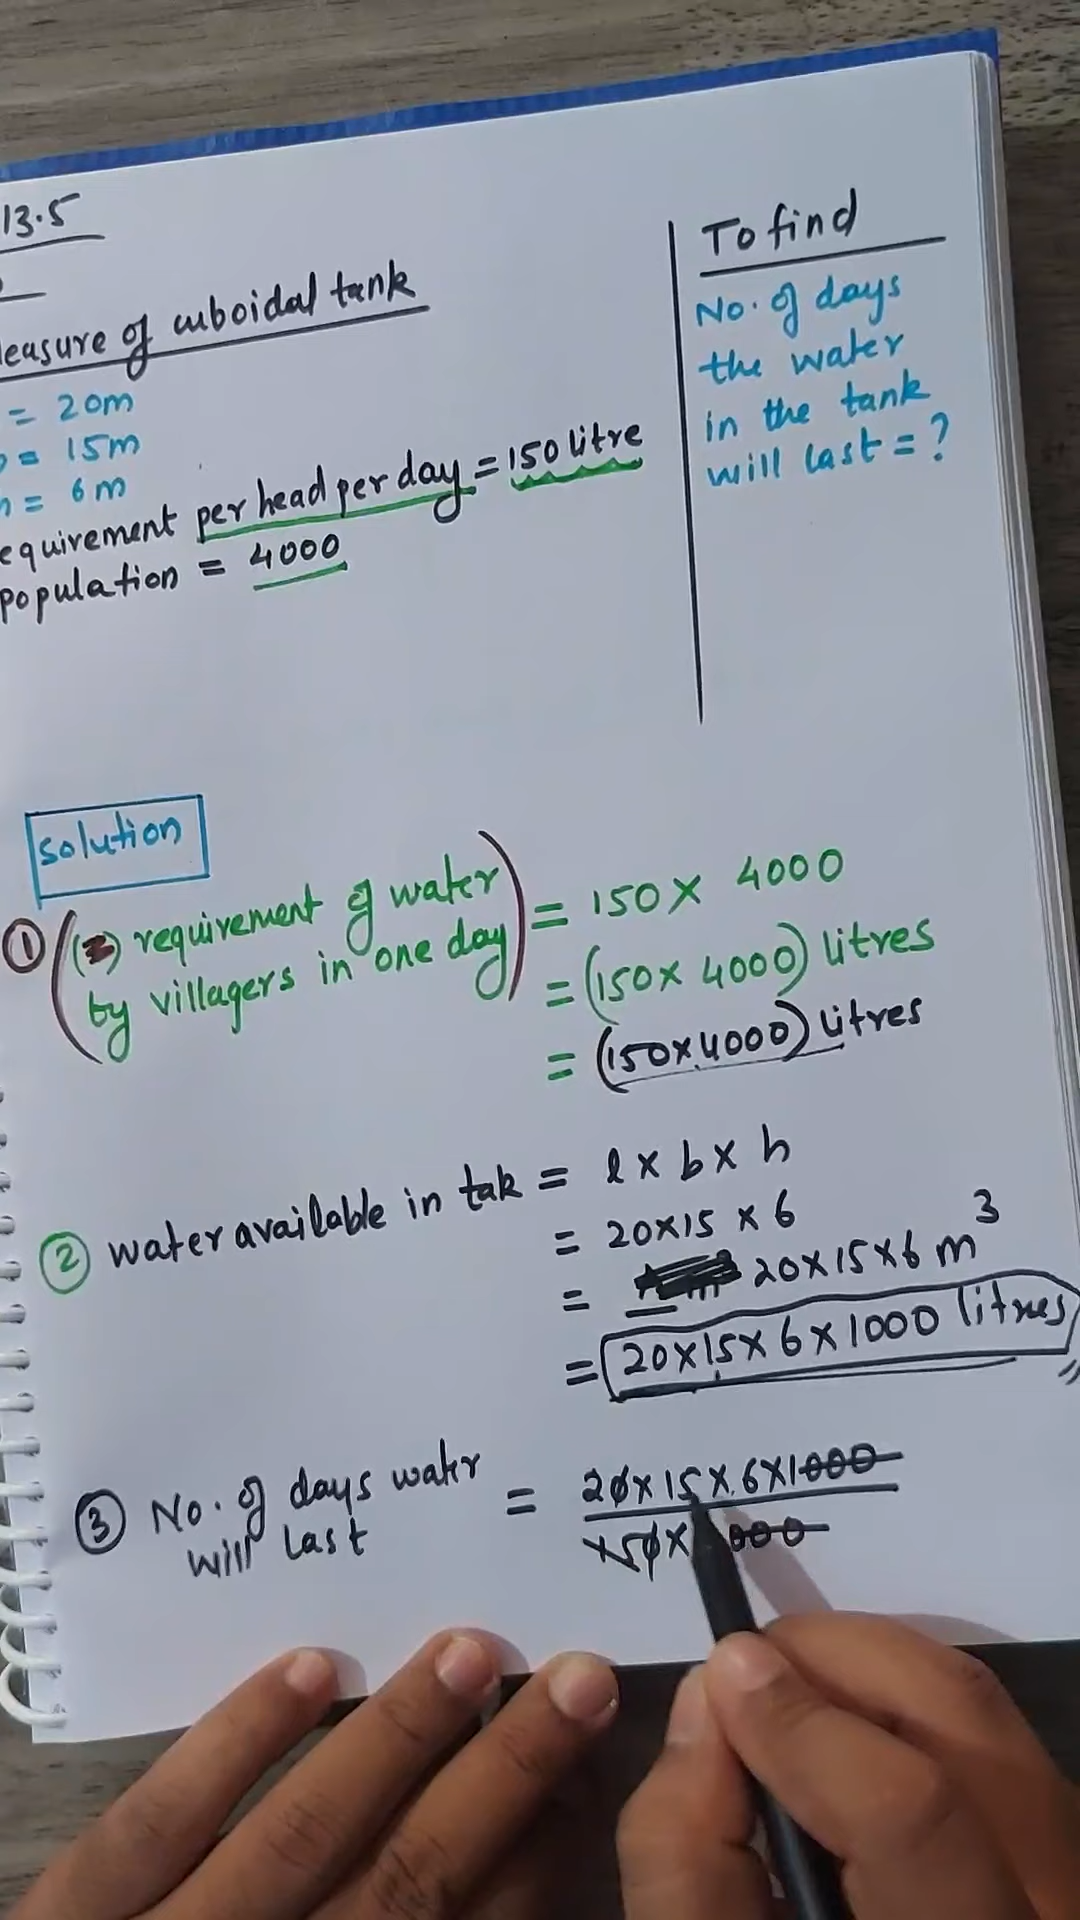 13.5
easure of cuboidal tank
= 20m
= 15m
= 6m
equirement per head per day = 150 litre
population = 4000
To find
No. of days
the water
in the tank
will last = ?
Solution
① requirement of water
by villagers in one day
= 150 × 4000
= (150 × 4000) litres
= (150×4000) litres
② water available in tak = l × b × h
= 20×15 × 6
= 20×15×6 m³
= 20×15×6×1000 litres
③ No. of days water
will last
= 20×15×6×1000
150× 000